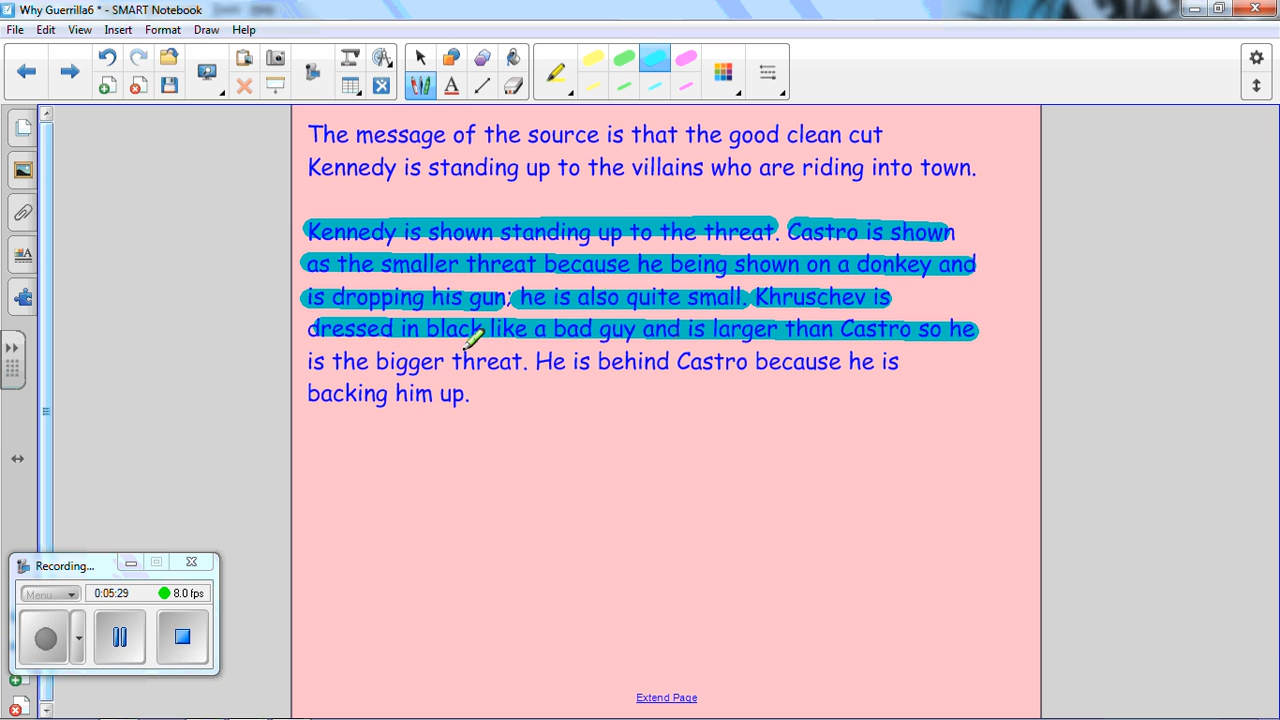 Why Guerrilla6 * - SMART Notebook
File Edit View Insert Format Draw Help
The message of the source is that the good clean cut
Kennedy is standing up to the villains who are riding into town.
Kennedy is shown standing up to the threat. Castro is shown
as the smaller threat because he being shown on a donkey and
is dropping his gun; he is also quite small. Khruschev is
dressed in black like a bad guy and is larger than Castro so he
is the bigger threat. He is behind Castro because he is
backing him up.
Recording...
Menu 0:05:29 8.0 fps
Extend Page